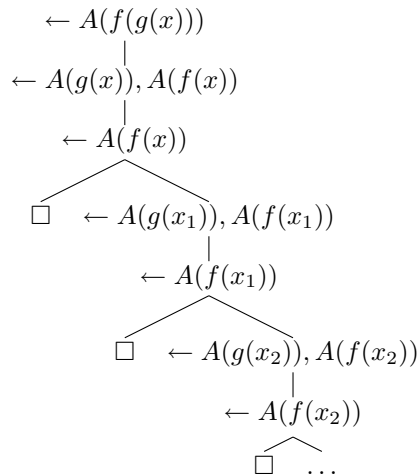 ← A(f(g(x)))
← A(g(x)), A(f(x))
← A(f(x))
□ ← A(g(x₁)), A(f(x₁))
← A(f(x₁))
□ ← A(g(x₂)), A(f(x₂))
← A(f(x₂))
□ ...